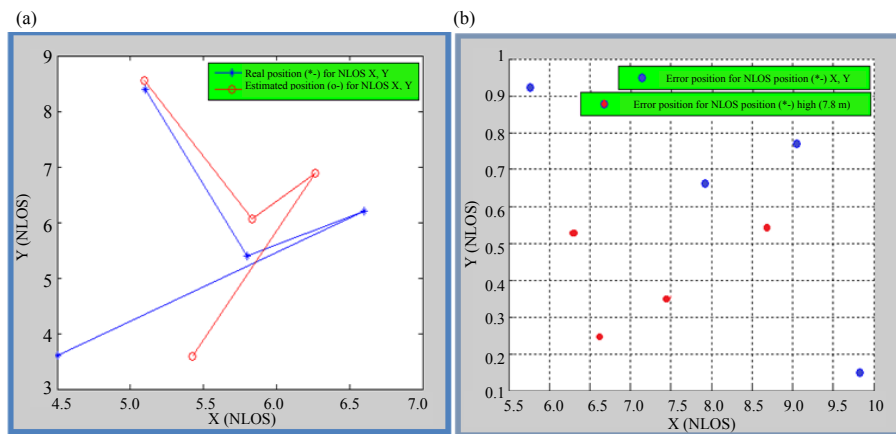 (a)
9
8
7
6
5
4
3
4.5 5.0 5.5 6.0 6.5 7.0
X (NLOS)
Y (NLOS)
Real position (*-) for NLOS X, Y
Estimated position (o-) for NLOS X, Y
(b)
1
0.9
0.8
0.7
0.6
0.5
0.4
0.3
0.2
0.1
5.5 6.0 6.5 7.0 7.5 8.0 8.5 9.0 9.5 10
X (NLOS)
Y (NLOS)
Error position for NLOS position (*-) X, Y
Error position for NLOS position (*-) high (7.8 m)